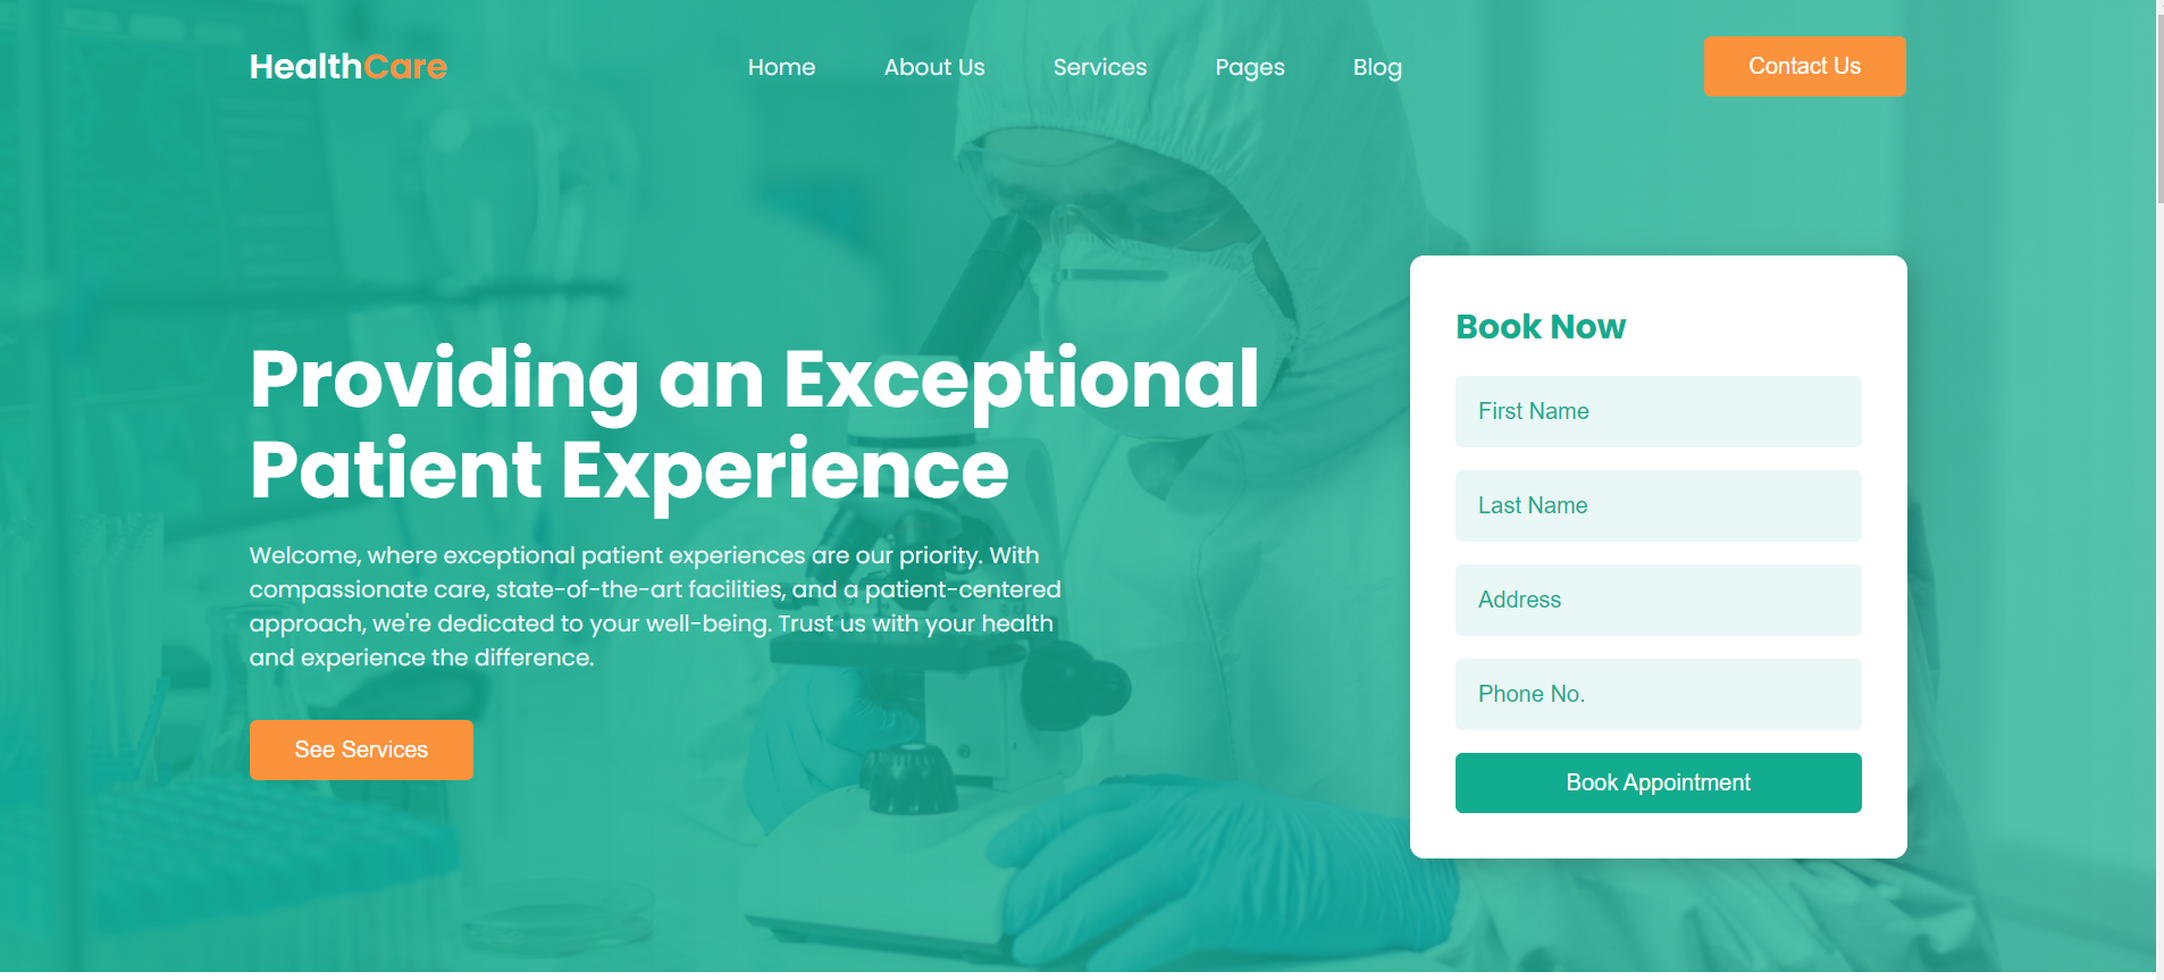 HealthCare
Home
About Us
Services
Pages
Blog
Contact Us
Providing an Exceptional
Patient Experience
Welcome, where exceptional patient experiences are our priority. With
compassionate care, state-of-the-art facilities, and a patient-centered
approach, we're dedicated to your well-being. Trust us with your health
and experience the difference.
See Services
Book Now
First Name
Last Name
Address
Phone No.
Book Appointment